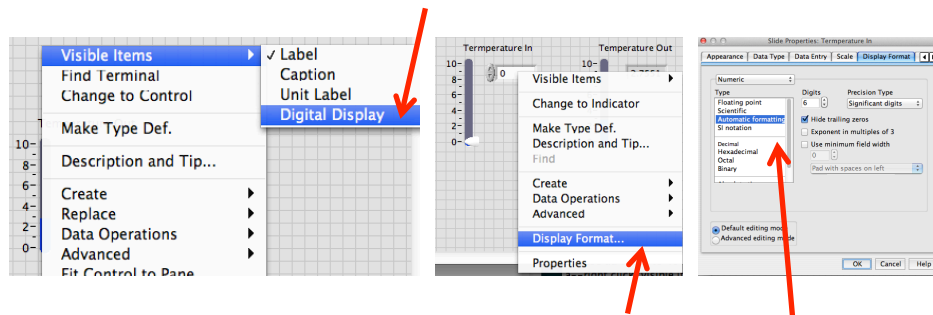 Visible Items
Find Terminal
Change to Control
Make Type Def.
Description and Tip...
Create
Replace
Data Operations
Advanced
Fit Control to Pane
✓ Label
Caption
Unit Label
Digital Display
10-
8-
6-
4-
2-
0-
Termperature In
Temperature Out
10-
8-
6-
4-
2-
0-
0
10-
Visible Items
Change to Indicator
Make Type Def.
Description and Tip...
Find
Create
Data Operations
Advanced
Display Format...
Properties
Slide Properties: Termperature In
Appearance
Data Type
Data Entry
Scale
Display Format
Numeric
Type
Floating point
Scientific
Automatic formatting
SI notation
Decimal
Hexadecimal
Octal
Binary
Digits
6
Precision Type
Significant digits
Hide trailing zeros
Exponent in multiples of 3
Use minimum field width
0
Pad with spaces on left
Default editing mode
Advanced editing mode
OK
Cancel
Help